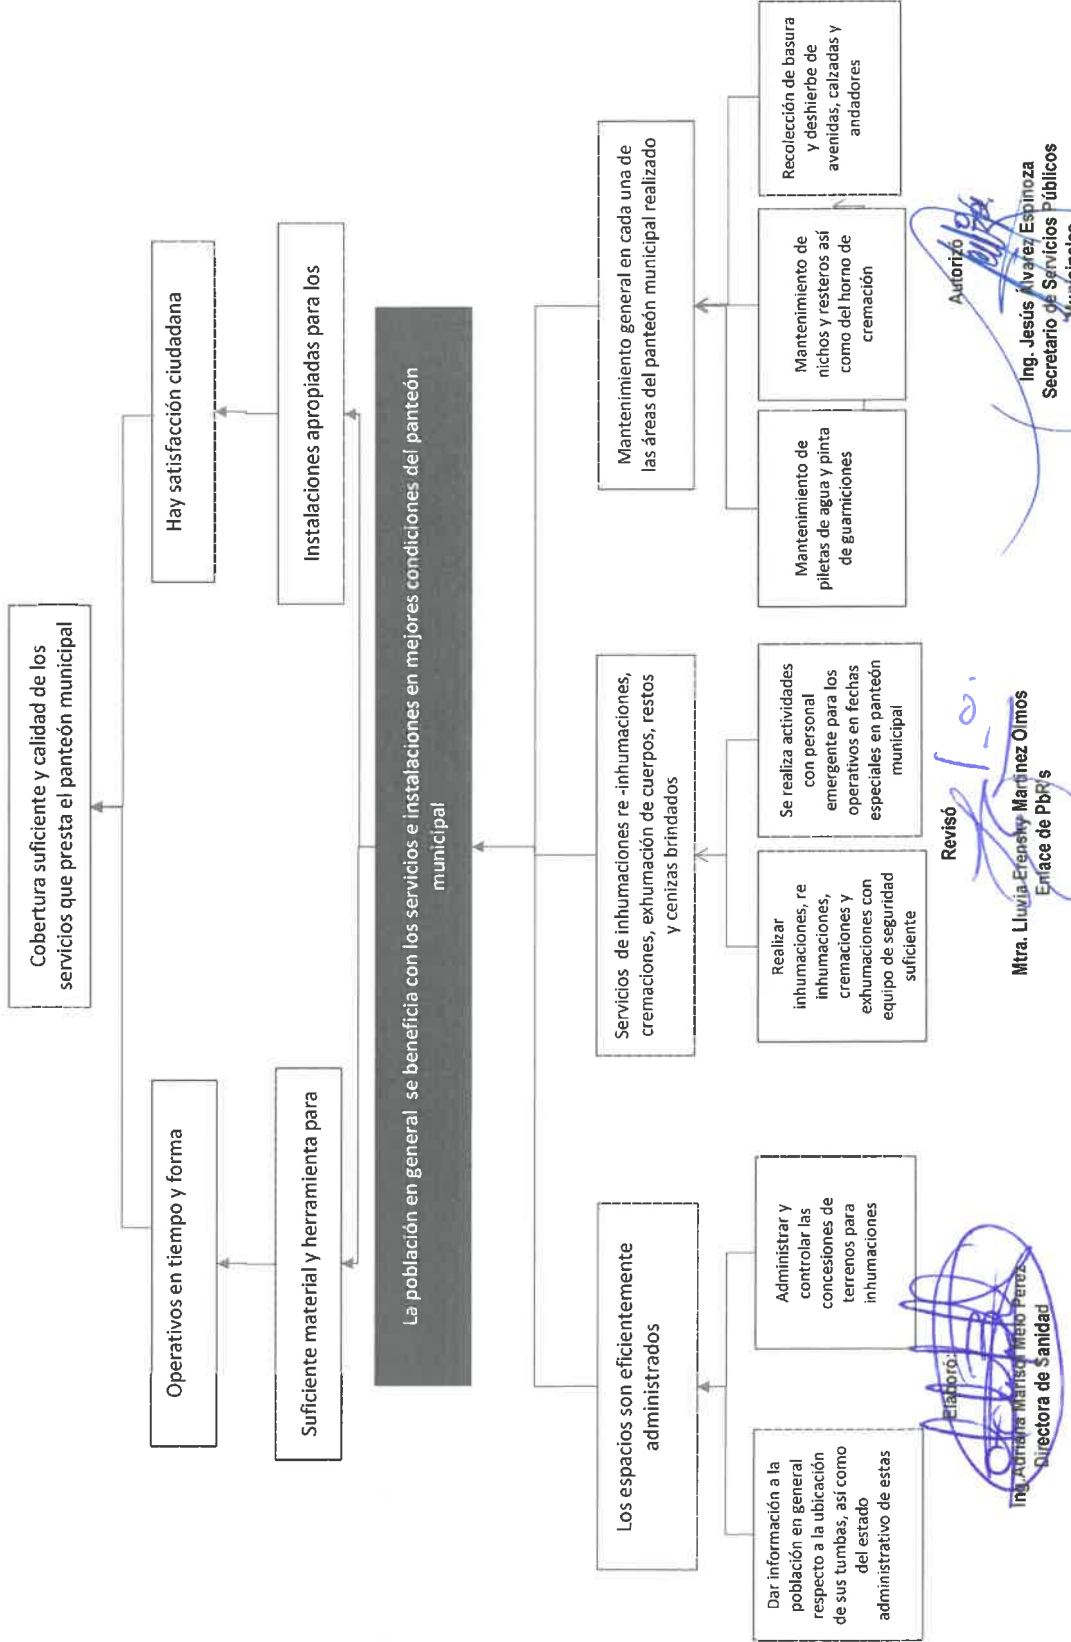 Cobertura suficiente y calidad de los
servicios que presta el panteón municipal
Operativos en tiempo y forma
Hay satisfacción ciudadana
Suficiente material y herramienta para
Instalaciones apropiadas para los
La población en general se beneficia con los servicios e instalaciones en mejores condiciones del panteón
municipal
Los espacios son eficientemente
administrados
Servicios de inhumaciones re -inhumaciones,
cremaciones, exhumación de cuerpos, restos
y cenizas brindados
Mantenimiento general en cada una de
las áreas del panteón municipal realizado
Dar información a la
población en general
respecto a la ubicación
de sus tumbas, así como
del estado
administrativo de estas
Administrar y
controlar las
concesiones de
terrenos para
inhumaciones
Realizar
inhumaciones, re
inhumaciones,
cremaciones y
exhumaciones con
equipo de seguridad
suficiente
Se realiza actividades
con personal
emergente para los
operativos en fechas
especiales en panteón
municipal
Mantenimiento de
piletas de agua y pinta
de guarniciones
Mantenimiento de
nichos y resteros así
como del horno de
cremación
Recolección de basura
y deshierbe de
avenidas, calzadas y
andadores
Elaboró:
Ing. Adriana Marisol Melo Perez
Directora de Sanidad
Revisó
Mtra. Lluvia Erensky Martinez Olmos
Enlace de PbR's
Autorizó
Ing. Jesús Álvarez Espinoza
Secretario de Servicios Públicos
Municipales